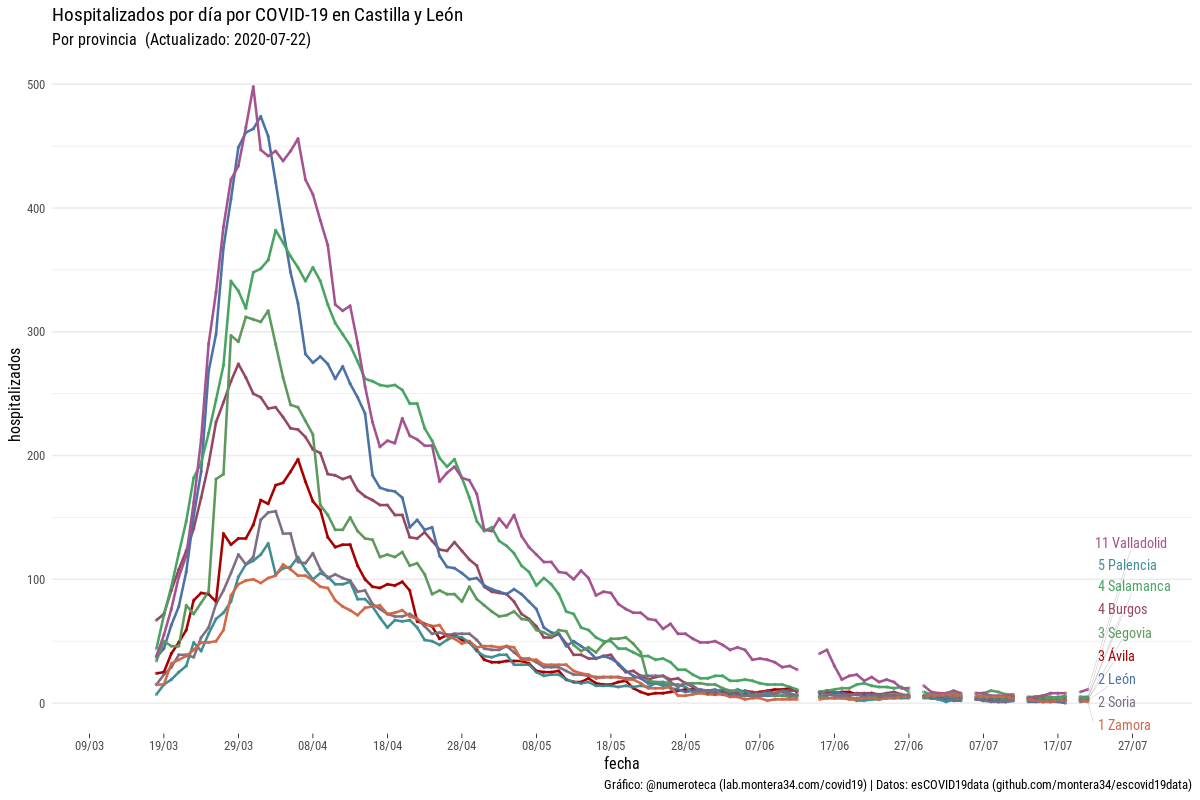 Hospitalizados por día por COVID-19 en Castilla y León
Por provincia (Actualizado: 2020-07-22)
hospitalizados
500
400
300
200
100
0
11 Valladolid
5 Palencia
4 Salamanca
4 Burgos
3 Segovia
3 Ávila
2 León
2 Soria
1 Zamora
09/03 19/03 29/03 08/04 18/04 28/04 08/05 18/05 28/05 07/06 17/06 27/06 07/07 17/07 27/07
fecha
Gráfico: @numeroteca (lab.montera34.com/covid19) | Datos: esCOVID19data (github.com/montera34/escovid19data)